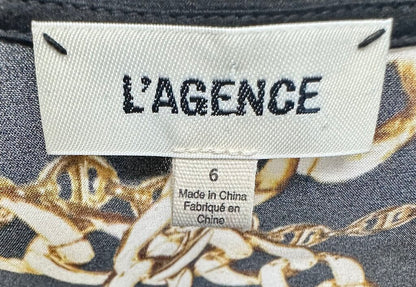 L'AGENCE
6
Made in China
Fabriqué en
Chine